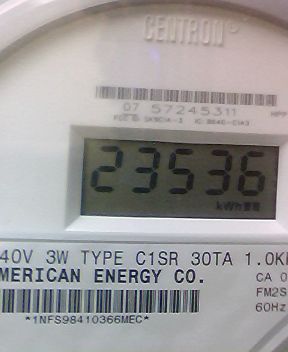 CENTRON®
07 57245311
23536
kWh
40V 3W TYPE C1SR 30TA 1.0K
MERICAN ENERGY CO.
CA 0
FM2S
60Hz
*1NFS98410366MEC*